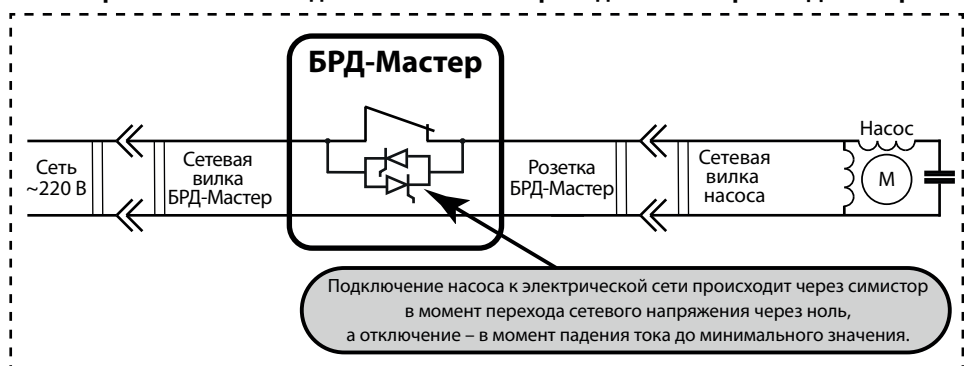 БРД-Мастер
Сеть
~220 В
Сетевая
вилка
БРД-Мастер
Розетка
БРД-Мастер
Сетевая
вилка
насоса
Насос
М
Подключение насоса к электрической сети происходит через симистор
в момент перехода сетевого напряжения через ноль,
а отключение – в момент падения тока до минимального значения.